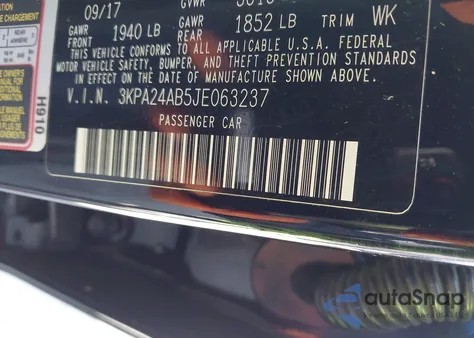 09/17 GVWR
GAWR FRONT 1940 LB GAWR REAR 1852 LB TRIM WK
THIS VEHICLE CONFORMS TO ALL APPLICABLE U.S.A. FEDERAL
MOTOR VEHICLE SAFETY, BUMPER, AND THEFT PREVENTION STANDARDS
IN EFFECT ON THE DATE OF MANUFACTURE SHOWN ABOVE.
V.I.N. 3KPA24AB5JE063237
PASSENGER CAR
H910
autoSnap